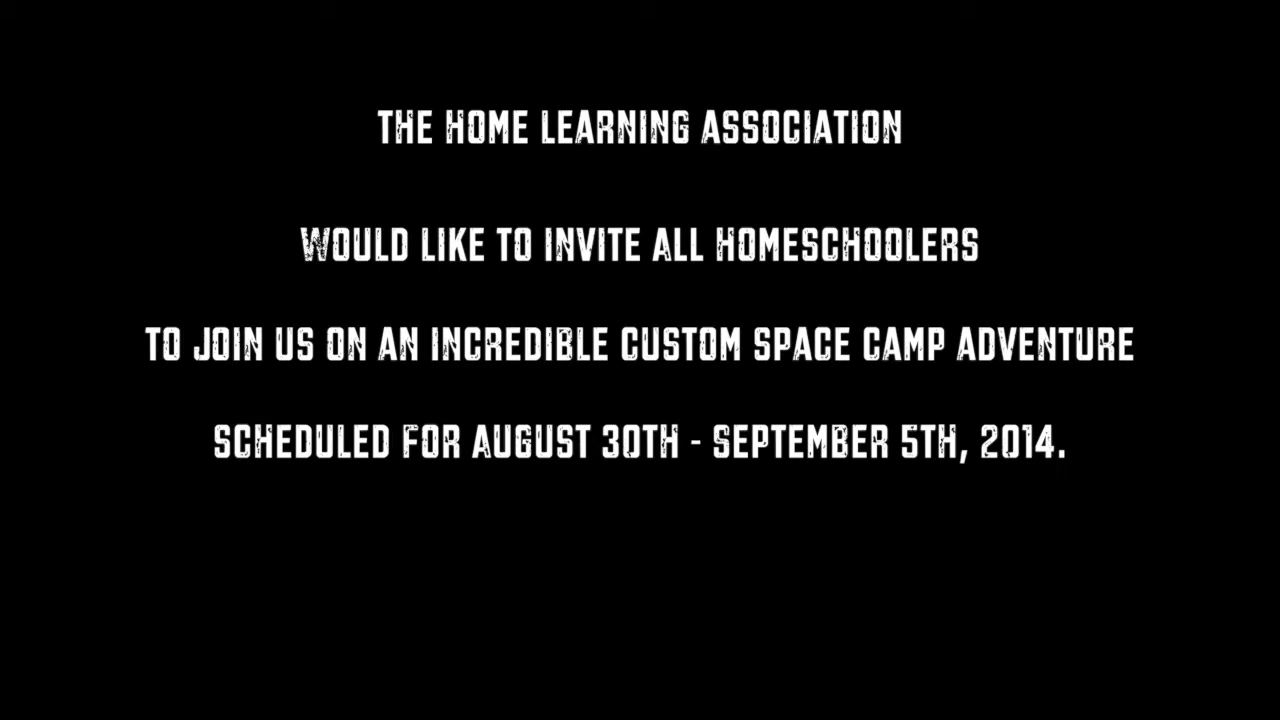 THE HOME LEARNING ASSOCIATION
WOULD LIKE TO INVITE ALL HOMESCHOOLERS
TO JOIN US ON AN INCREDIBLE CUSTOM SPACE CAMP ADVENTURE
SCHEDULED FOR AUGUST 30TH - SEPTEMBER 5TH, 2014.